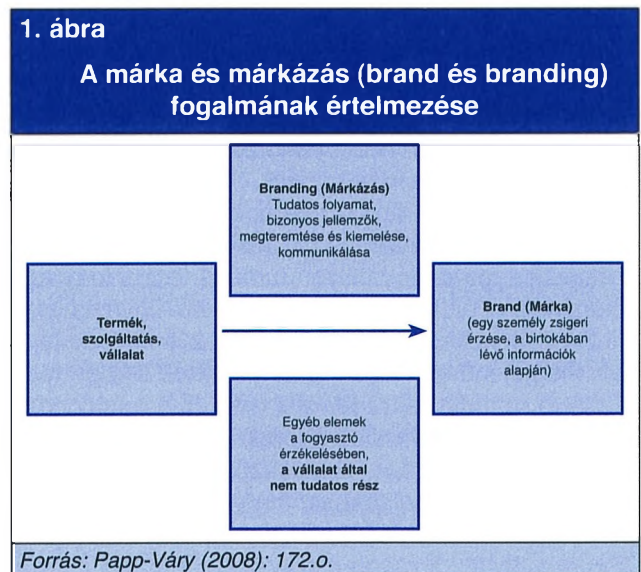 1. ábra
A márka és márkázás (brand és branding)
fogalmának értelmezése
Branding (Márkázás)
Tudatos folyamat,
bizonyos jellemzők,
megteremtése és kiemelése,
kommunikálása
Termék,
szolgáltatás,
vállalat
Brand (Márka)
(egy személy zsigeri
érzése, a birtokában
lévő információk
alapján)
Egyéb elemek
a fogyasztó
érzékelésében,
a vállalat által
nem tudatos rész
Forrás: Papp-Váry (2008): 172.o.